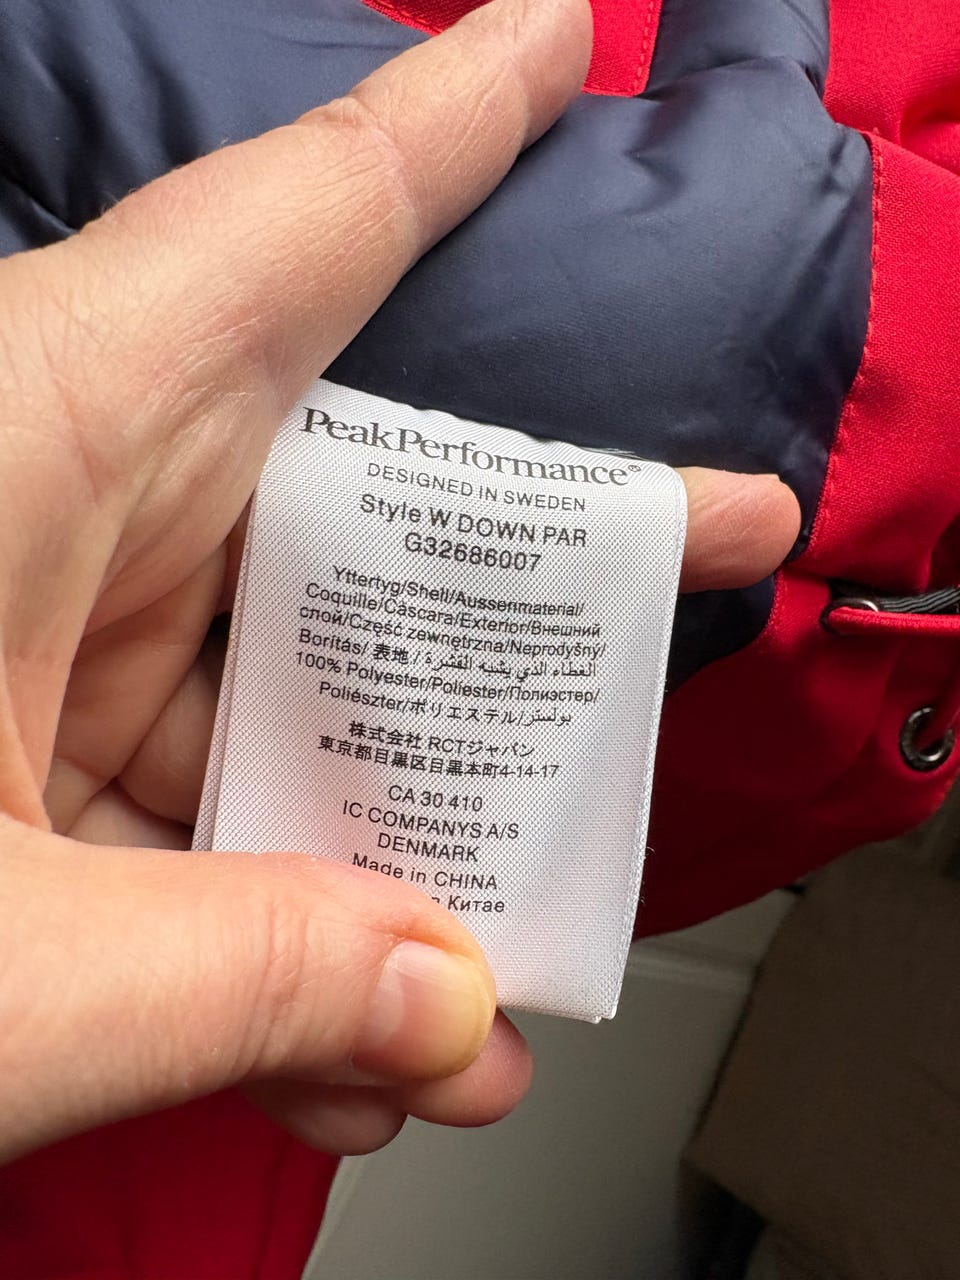 PeakPerformance®
DESIGNED IN SWEDEN
Style W DOWN PAR
G32686007
Yttertyg/Shell/Aussenmaterial/
Coquille/Càscara/Exterior/Внешний
слой/Część zewnętrzna/Neprodyšný/
Borítás/ 表地 / الغطاء الذي يشبه القشرة/
100% Polyester/Poliester/Полиэстер/
Poliészter/ポリエステル/بوليستر/
株式会社 RCTジャパン
東京都目黒区目黒本町4-14-17
CA 30 410
IC COMPANYS A/S
DENMARK
Made in CHINA
Китае